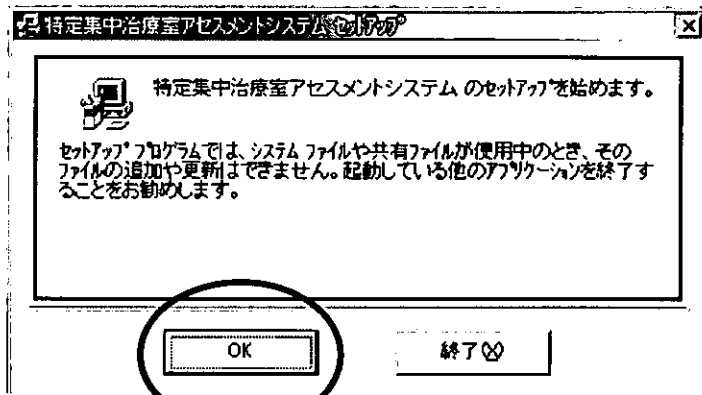 特定集中治療室アセスメントシステム ｾｯﾄｱｯﾌﾟ
特定集中治療室アセスメントシステム のｾｯﾄｱｯﾌﾟを始めます。
ｾｯﾄｱｯﾌﾟ ﾌﾟﾛｸﾞﾗﾑでは、ｼｽﾃﾑ ﾌｧｲﾙや共有ﾌｧｲﾙが使用中のとき、その
ﾌｧｲﾙの追加や更新はできません。起動している他のｱﾌﾟﾘｹｰｼｮﾝを終了す
ることをお勧めします。
OK
終了(X)